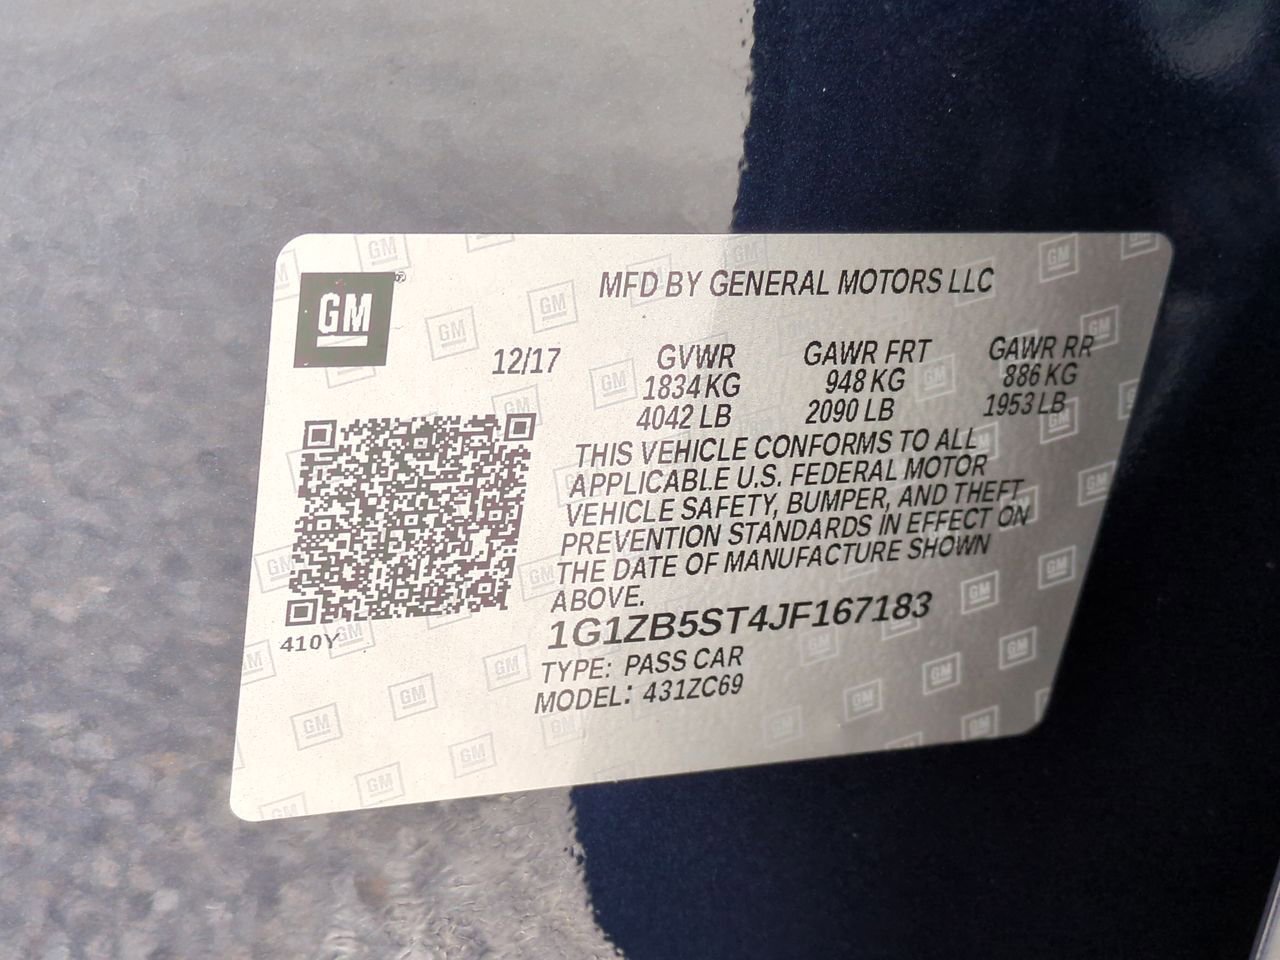 GM
MFD BY GENERAL MOTORS LLC
12/17 GVWR GAWR FRT GAWR RR
1834 KG 948 KG 886 KG
4042 LB 2090 LB 1953 LB
THIS VEHICLE CONFORMS TO ALL
APPLICABLE U.S. FEDERAL MOTOR
VEHICLE SAFETY, BUMPER, AND THEFT
PREVENTION STANDARDS IN EFFECT ON
THE DATE OF MANUFACTURE SHOWN
ABOVE.
410Y
1G1ZB5ST4JF167183
TYPE: PASS CAR
MODEL: 431ZC69